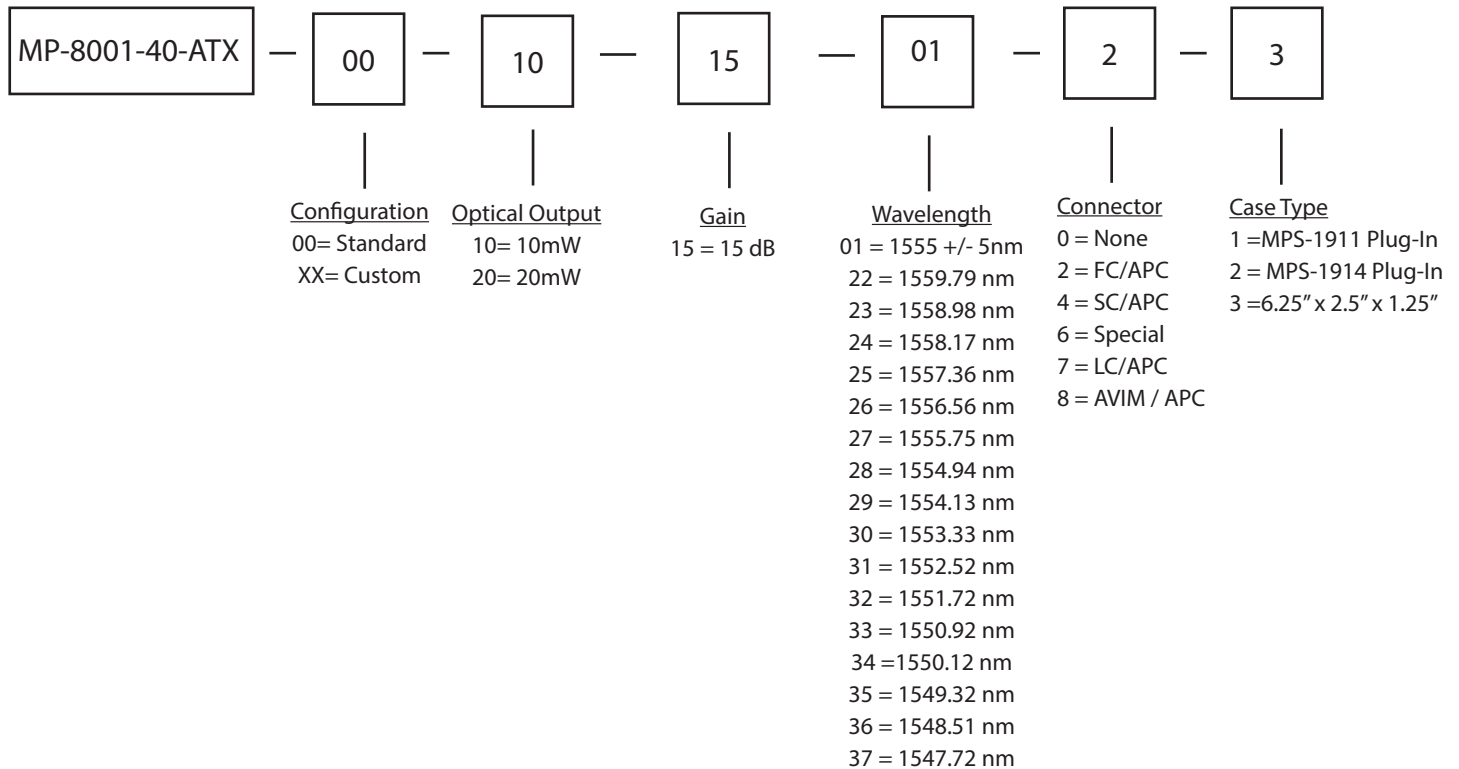 MP-8001-40-ATX — 00 — 10 — 15 — 01 — 2 — 3
Configuration
00= Standard
XX= Custom
Optical Output
10= 10mW
20= 20mW
Gain
15 = 15 dB
Wavelength
01 = 1555 +/- 5nm
22 = 1559.79 nm
23 = 1558.98 nm
24 = 1558.17 nm
25 = 1557.36 nm
26 = 1556.56 nm
27 = 1555.75 nm
28 = 1554.94 nm
29 = 1554.13 nm
30 = 1553.33 nm
31 = 1552.52 nm
32 = 1551.72 nm
33 = 1550.92 nm
34 =1550.12 nm
35 = 1549.32 nm
36 = 1548.51 nm
37 = 1547.72 nm
Connector
0 = None
2 = FC/APC
4 = SC/APC
6 = Special
7 = LC/APC
8 = AVIM / APC
Case Type
1 =MPS-1911 Plug-In
2 = MPS-1914 Plug-In
3 =6.25” x 2.5” x 1.25”